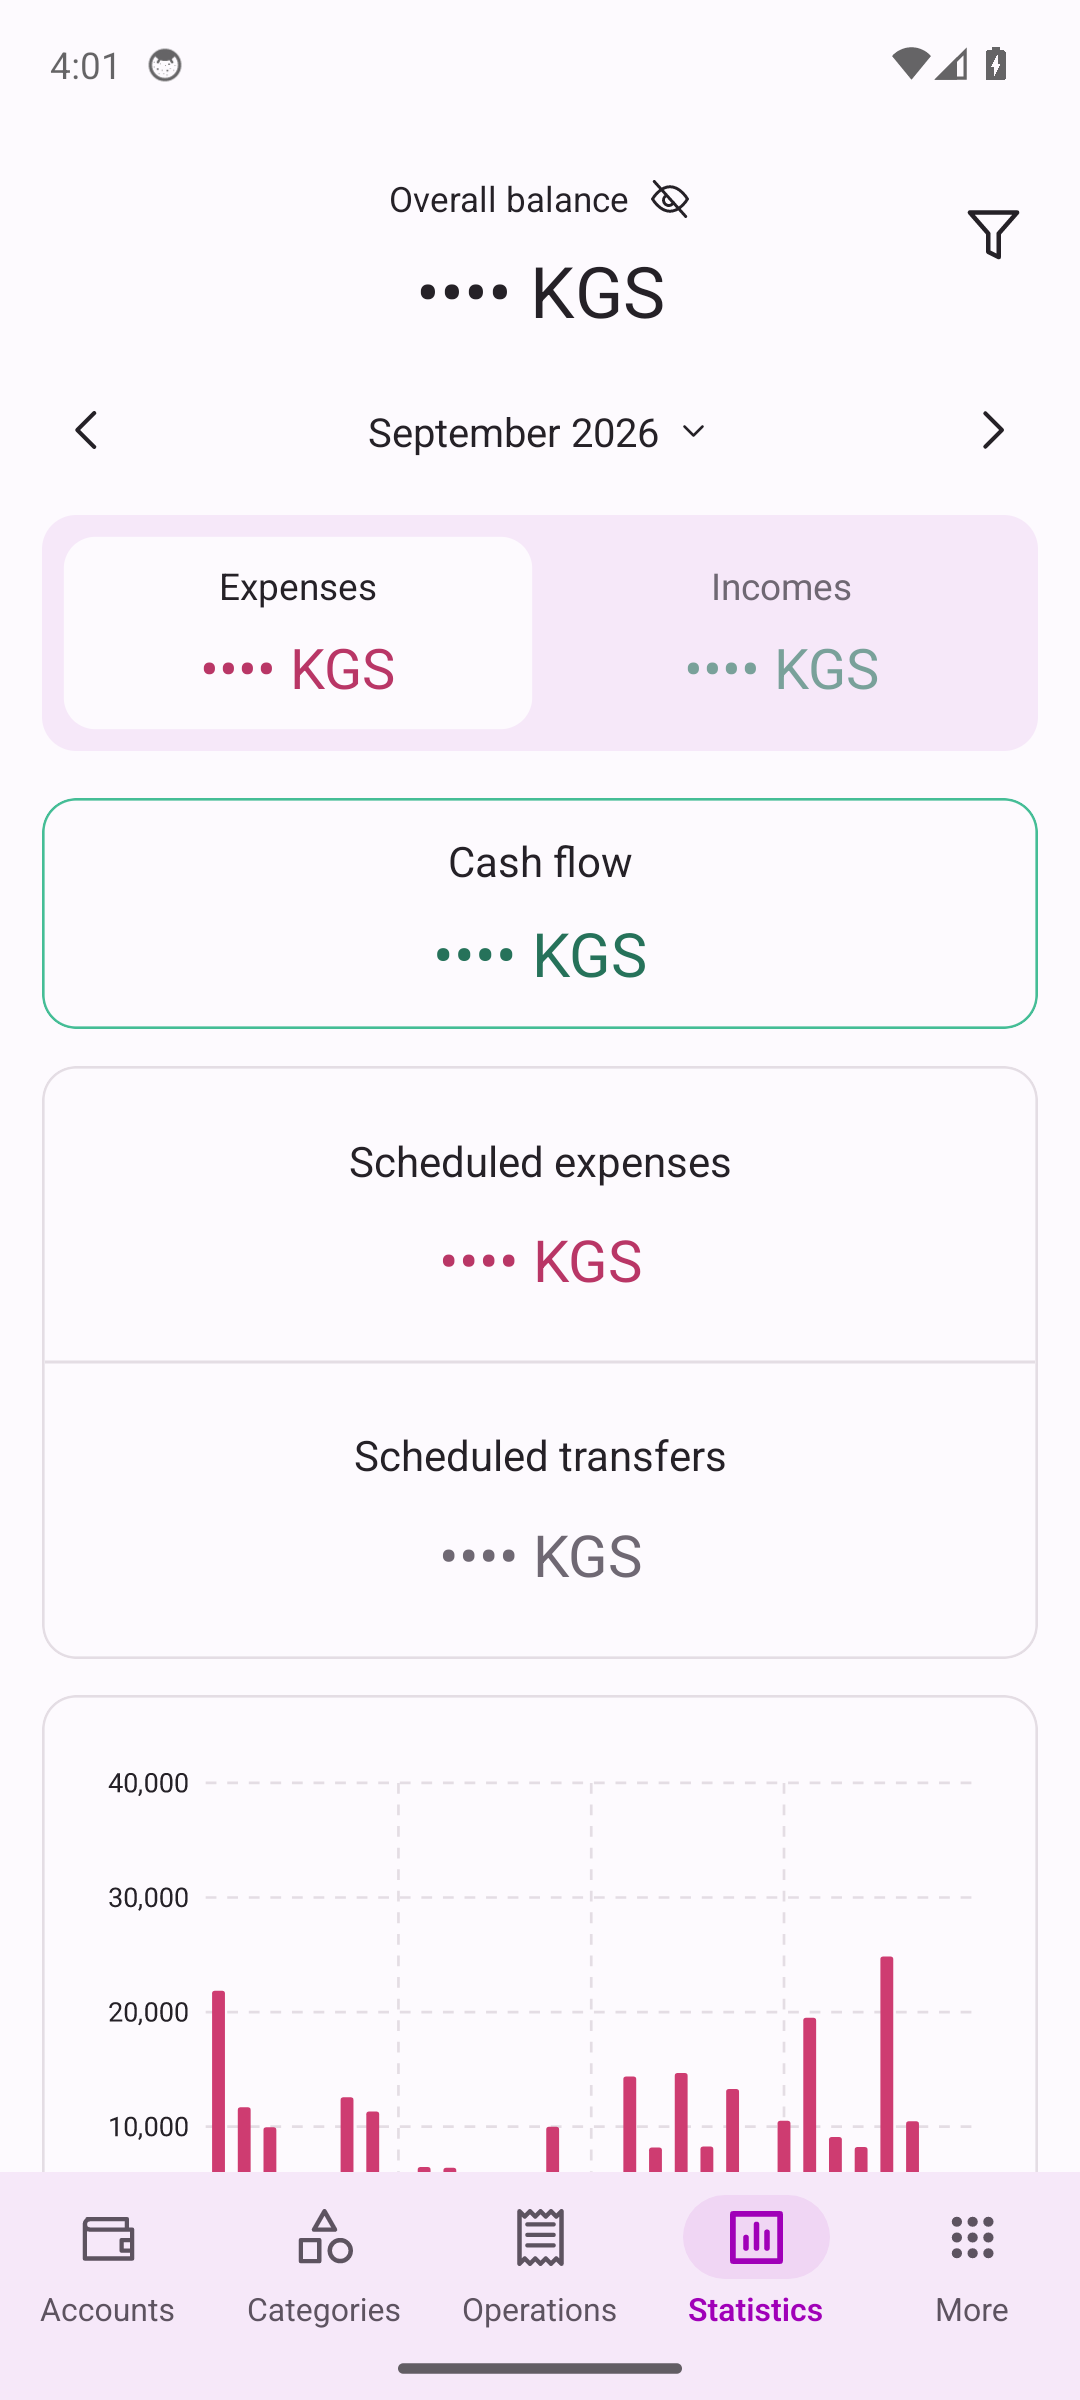 4:01
Overall balance
•••• KGS
September 2026
Expenses
•••• KGS
Incomes
•••• KGS
Cash flow
•••• KGS
Scheduled expenses
•••• KGS
Scheduled transfers
•••• KGS
40,000
30,000
20,000
10,000
Accounts
Categories
Operations
Statistics
More